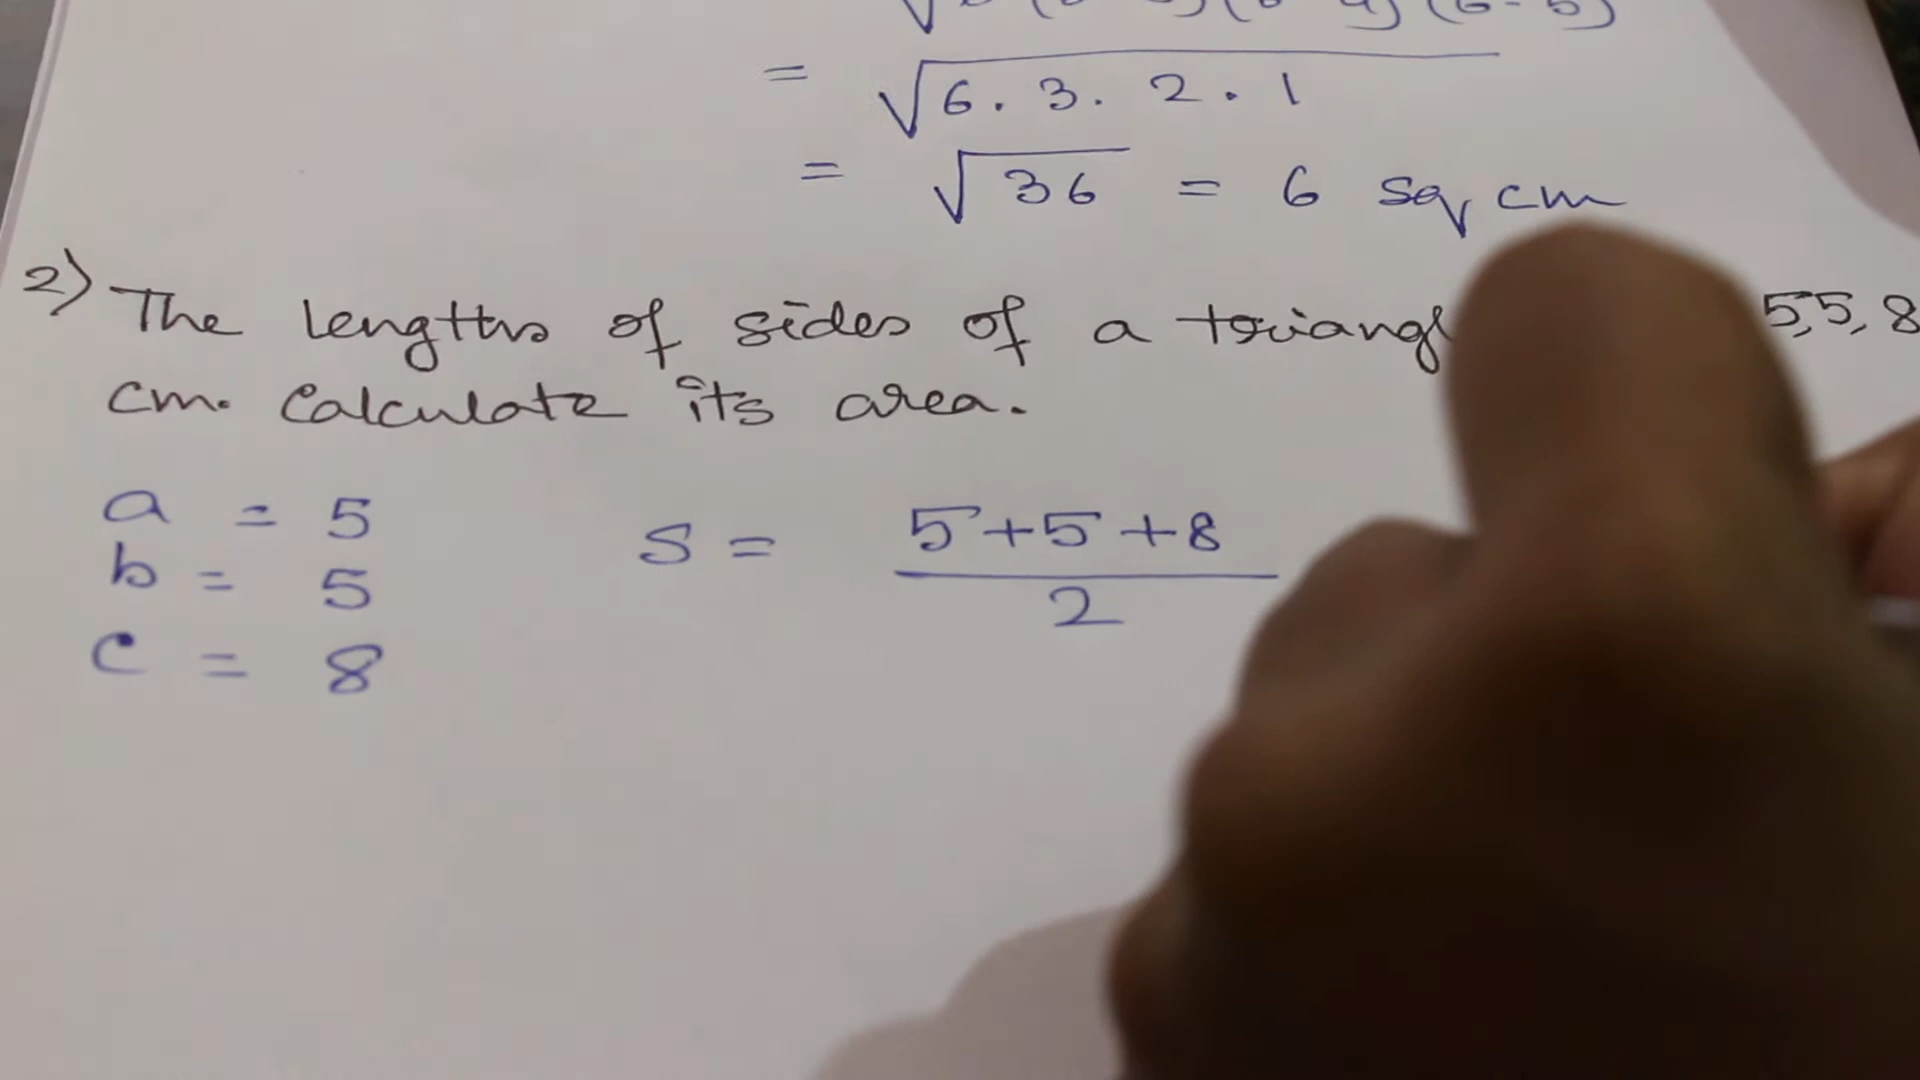 = √6 . 3 . 2 . 1
= √36 = 6 sq cm
2) The lengths of sides of a triangl 5,5, 8
cm. Calculate its area.
a = 5
b = 5
c = 8
s = 5+5+8
2